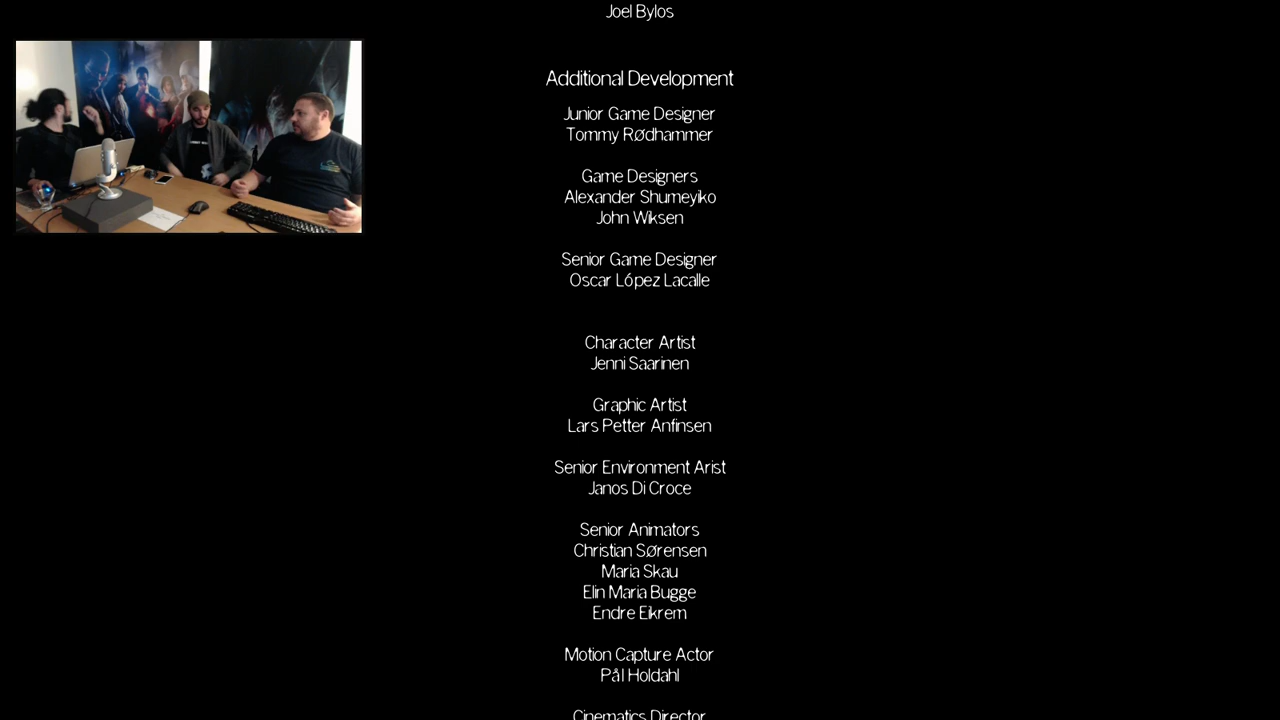 Joel Bylos
Additional Development
Junior Game Designer
Tommy Rødhammer
Game Designers
Alexander Shumeyiko
John Wiksen
Senior Game Designer
Oscar López Lacalle
Character Artist
Jenni Saarinen
Graphic Artist
Lars Petter Anfinsen
Senior Environment Arist
Janos Di Croce
Senior Animators
Christian Sørensen
Maria Skau
Elin Maria Bugge
Endre Eikrem
Motion Capture Actor
Pål Holdahl
Cinematics Director